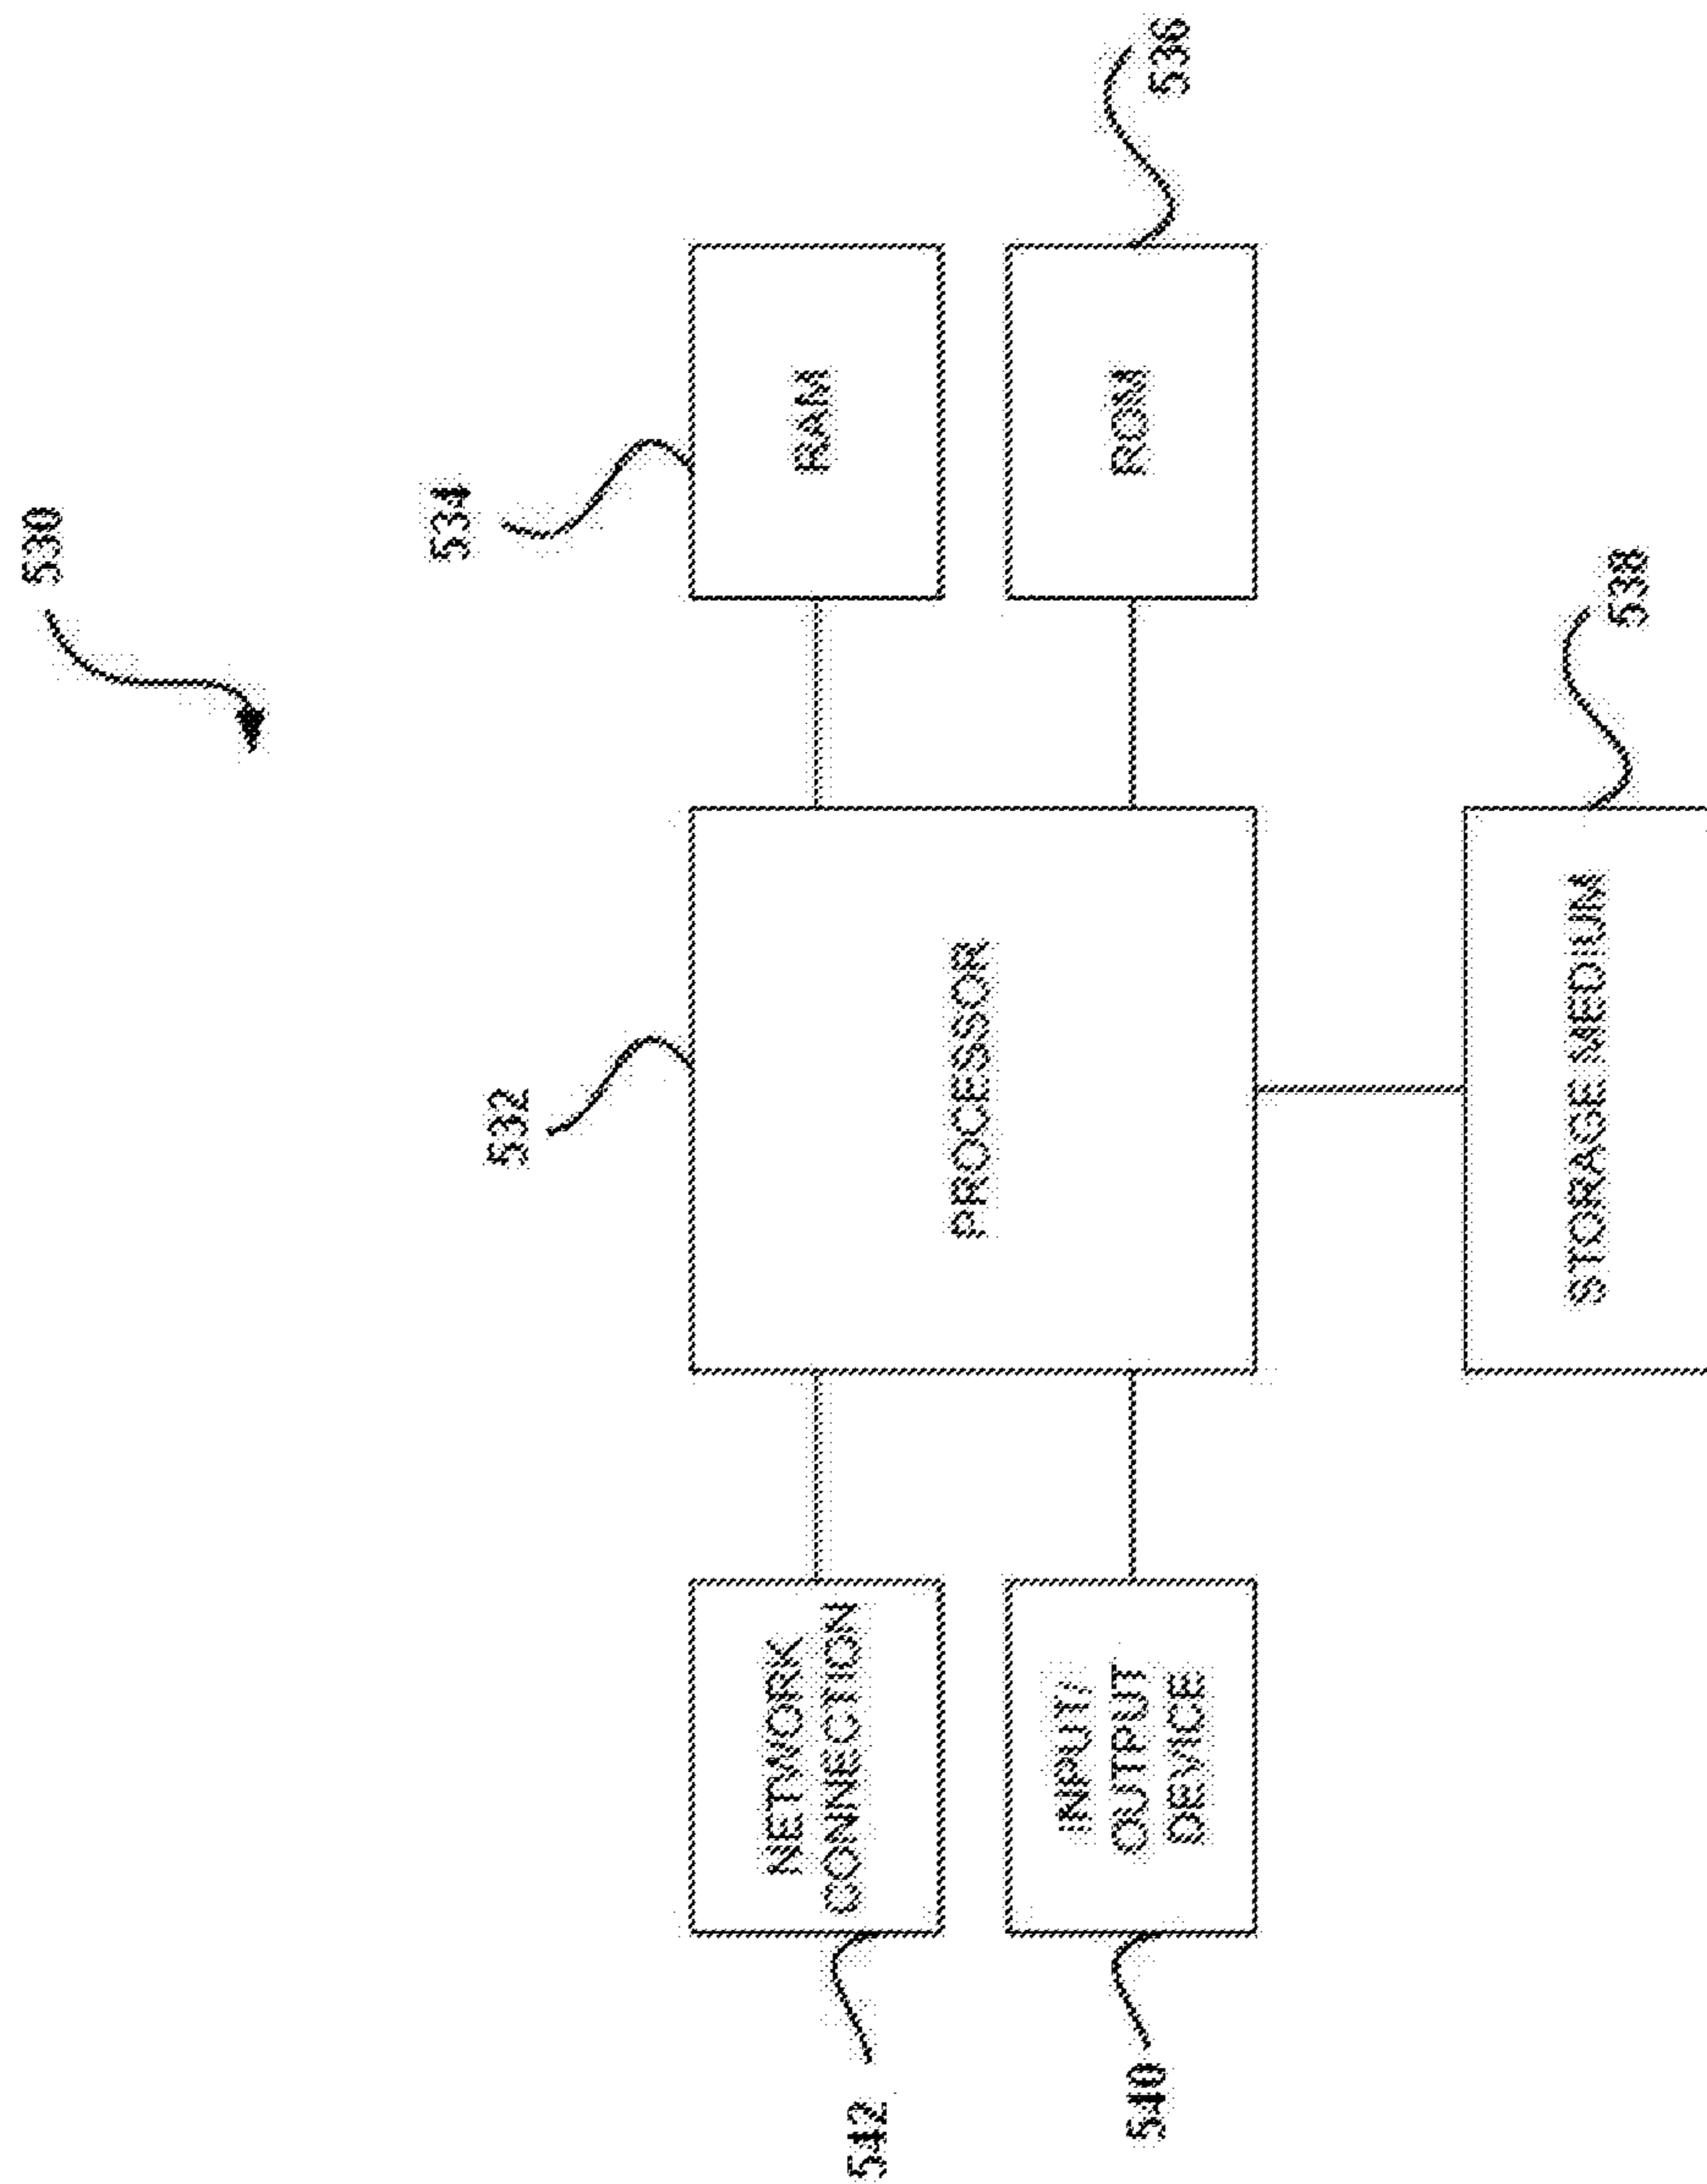 530
534
532
542
NETWORK
CONNECTION
PROCESSOR
RAM
540
INPUT/
OUTPUT
DEVICE
ROM
536
STORAGE MEDIUM
538